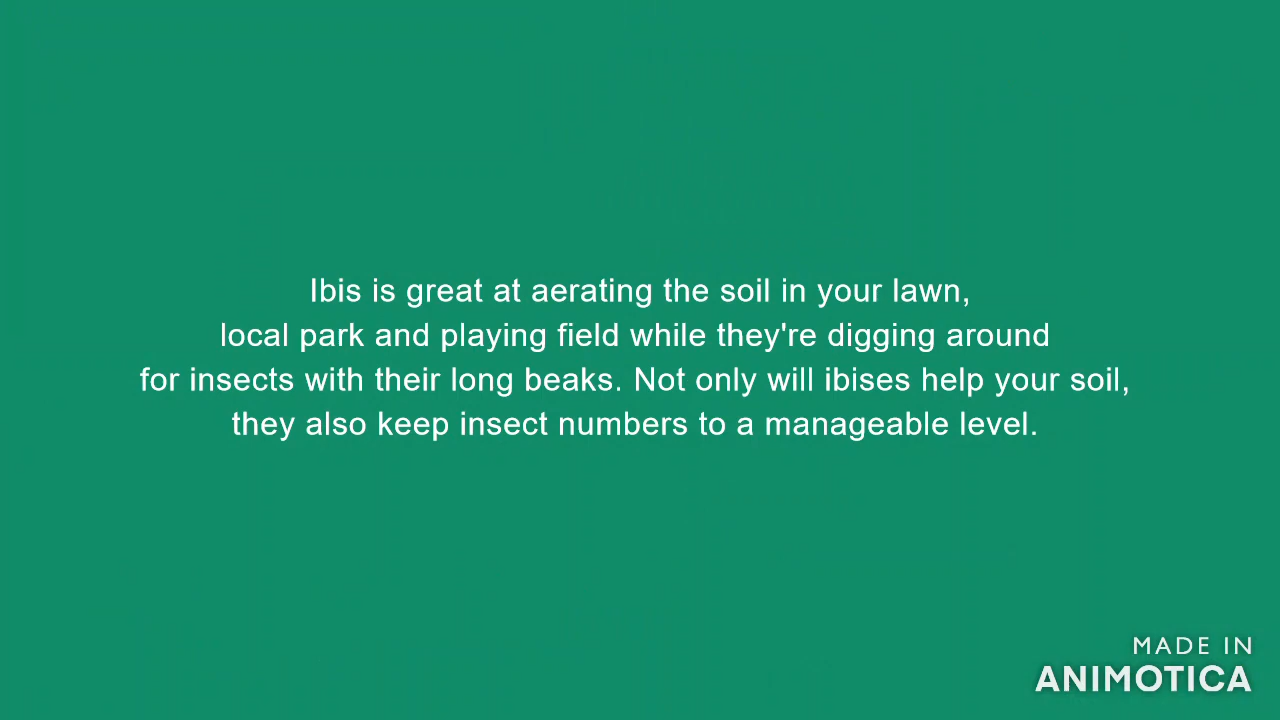 Ibis is great at aerating the soil in your lawn,
local park and playing field while they're digging around
for insects with their long beaks. Not only will ibises help your soil,
they also keep insect numbers to a manageable level.
MADE IN
ANIMOTICA